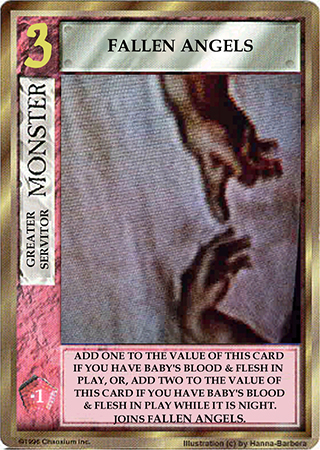 3
FALLEN ANGELS
GREATER
SERVITOR
MONSTER
-1
ADD ONE TO THE VALUE OF THIS CARD
IF YOU HAVE BABY'S BLOOD & FLESH IN
PLAY, OR, ADD TWO TO THE VALUE OF
THIS CARD IF YOU HAVE BABY'S BLOOD
& FLESH IN PLAY WHILE IT IS NIGHT.
JOINS FALLEN ANGELS.
©1996 Chaosium Inc.
Illustration (c) by Hanna-Barbera